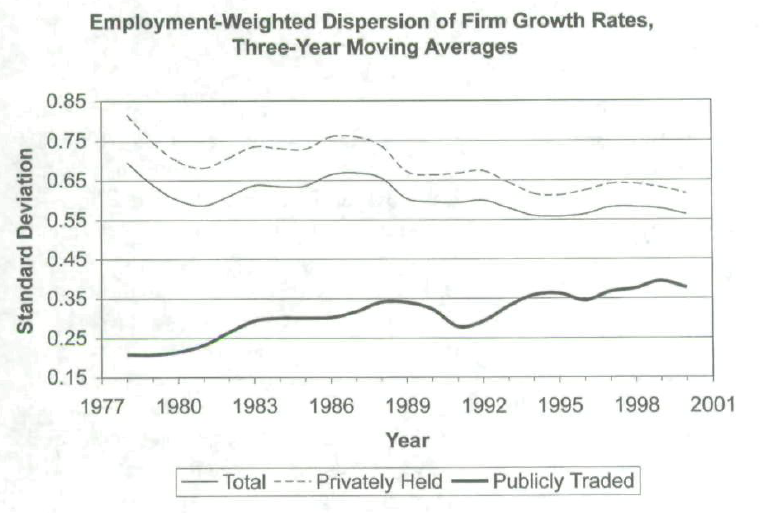 Employment-Weighted Dispersion of Firm Growth Rates,
Three-Year Moving Averages
Standard Deviation
0.85
0.75
0.65
0.55
0.45
0.35
0.25
0.15
1977 1980 1983 1986 1989 1992 1995 1998 2001
Year
Total Privately Held Publicly Traded